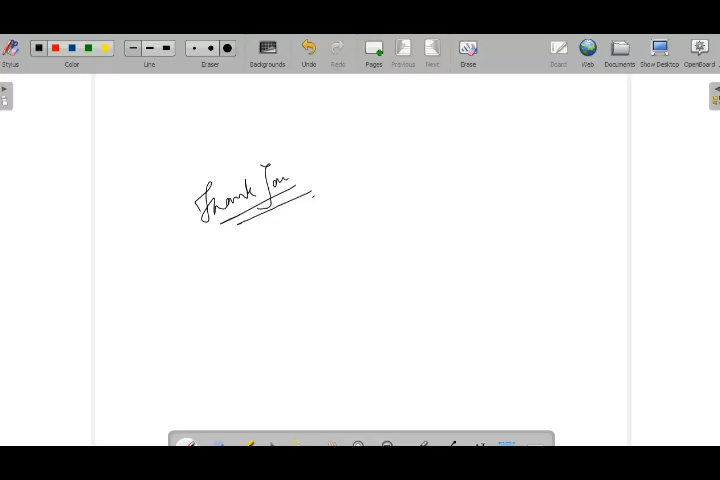 Stylus Color Line Eraser Backgrounds Undo Redo Pages Previous Next Erase Board Web Documents Show Desktop OpenBoard
Thank You